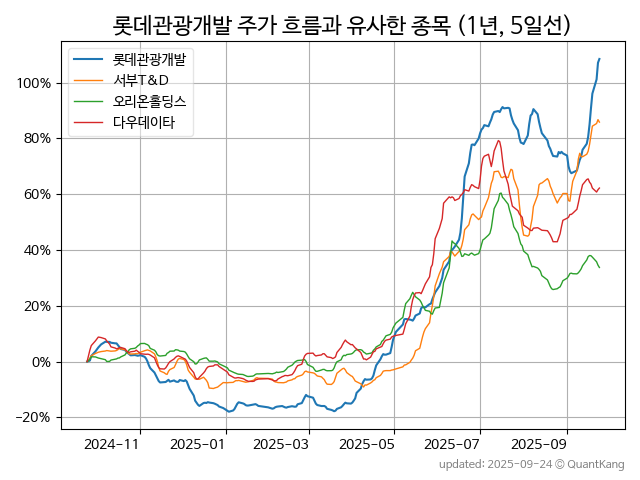 롯데관광개발 주가 흐름과 유사한 종목 (1년, 5일선)
롯데관광개발
서부T&D
오리온홀딩스
다우데이타
100%
80%
60%
40%
20%
0%
−20%
2024−11
2025−01
2025−03
2025−05
2025−07
2025−09
updated: 2025-09-24 © QuantKang